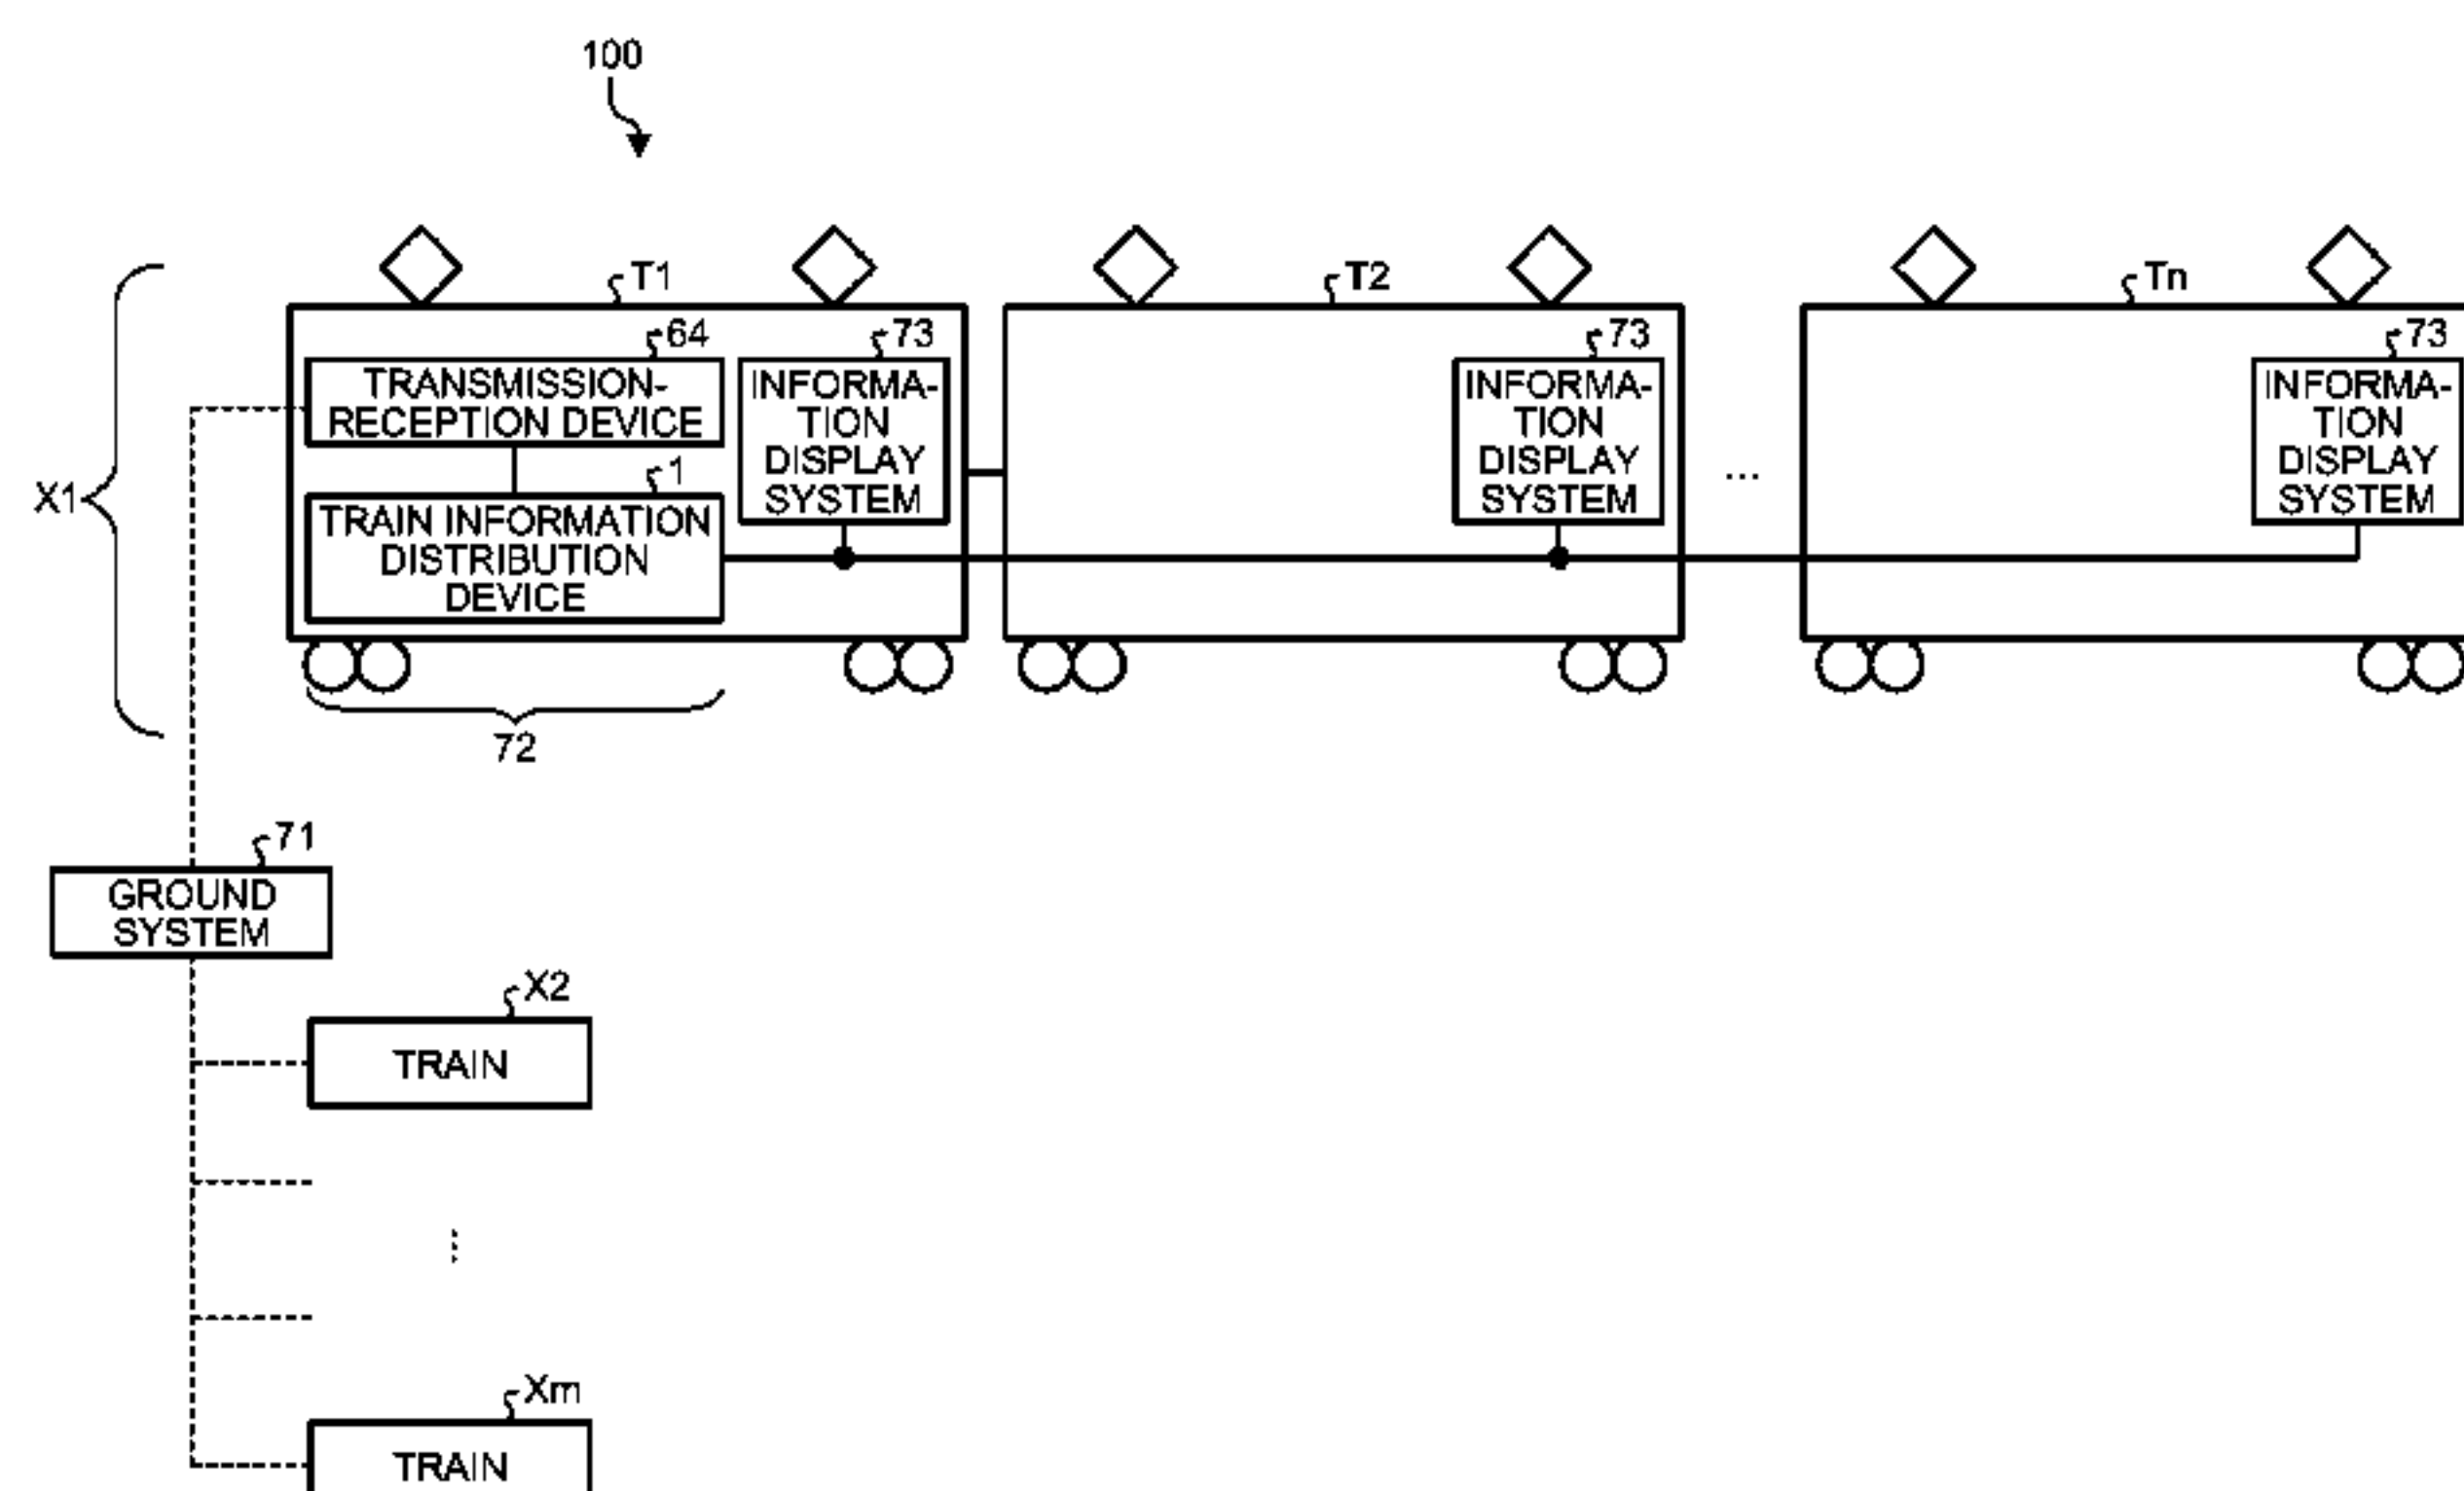 100
T1
T2
Tn
64
73
73
73
TRANSMISSION-
RECEPTION DEVICE
INFORMA-
TION
DISPLAY
SYSTEM
INFORMA-
TION
DISPLAY
SYSTEM
...
INFORMA-
TION
DISPLAY
SYSTEM
X1
1
TRAIN INFORMATION
DISTRIBUTION
DEVICE
72
71
GROUND
SYSTEM
X2
TRAIN
...
Xm
TRAIN